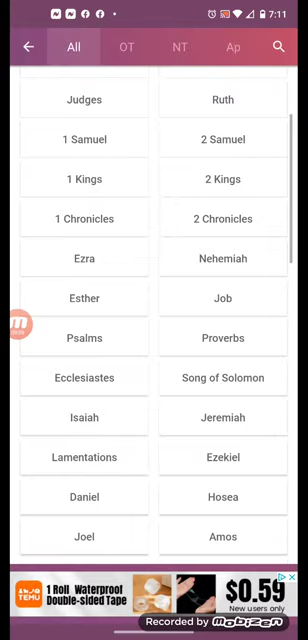 7:11
All OT NT Ap
Judges Ruth
1 Samuel 2 Samuel
1 Kings 2 Kings
1 Chronicles 2 Chronicles
Ezra Nehemiah
Esther Job
Psalms Proverbs
Ecclesiastes Song of Solomon
Isaiah Jeremiah
Lamentations Ezekiel
Daniel Hosea
Joel Amos
TEMU
1 Roll Waterproof
Double-sided Tape
$0.59
New users only
Recorded by mobizen